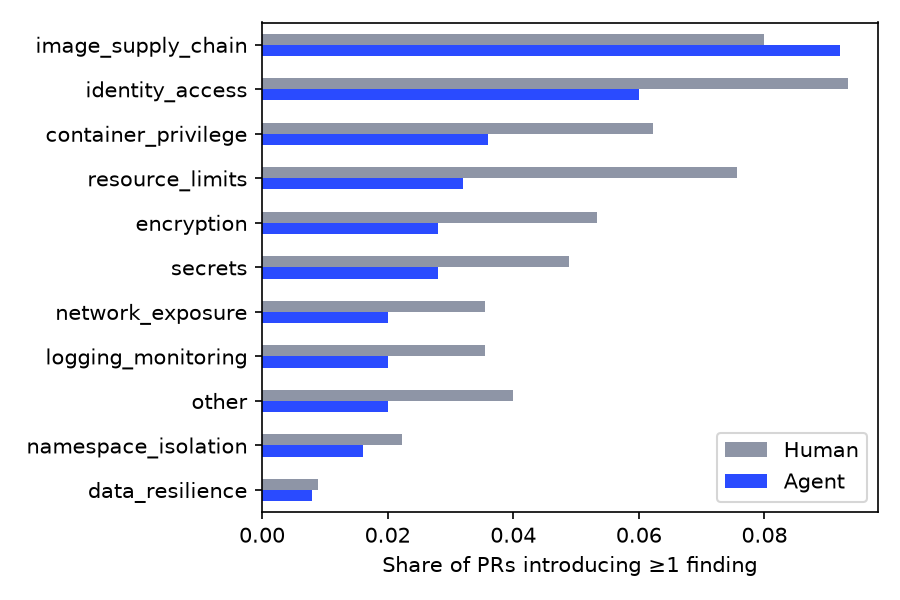 image_supply_chain
identity_access
container_privilege
resource_limits
encryption
secrets
network_exposure
logging_monitoring
other
namespace_isolation
data_resilience
Human
Agent
0.00 0.02 0.04 0.06 0.08
Share of PRs introducing ≥1 finding